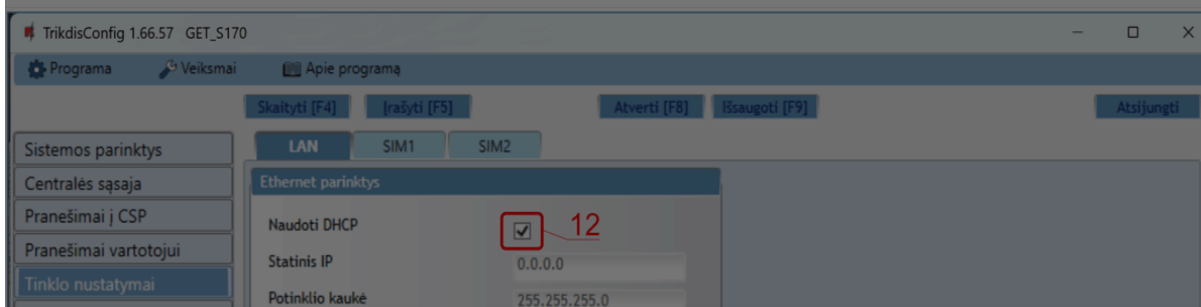 TrikdisConfig 1.66.57 GET_S170
Programa Veiksmai Apie programą
Skaityti [F4] Įrašyti [F5] Atverti [F8] Išsaugoti [F9] Atsijungti
Sistemos parinktys
Centralės sąsaja
Pranešimai į CSP
Pranešimai vartotojui
Tinklo nustatymai
LAN SIM1 SIM2
Ethernet parinktys
Naudoti DHCP 12
Statinis IP 0.0.0.0
Potinklio kaukė 255.255.255.0